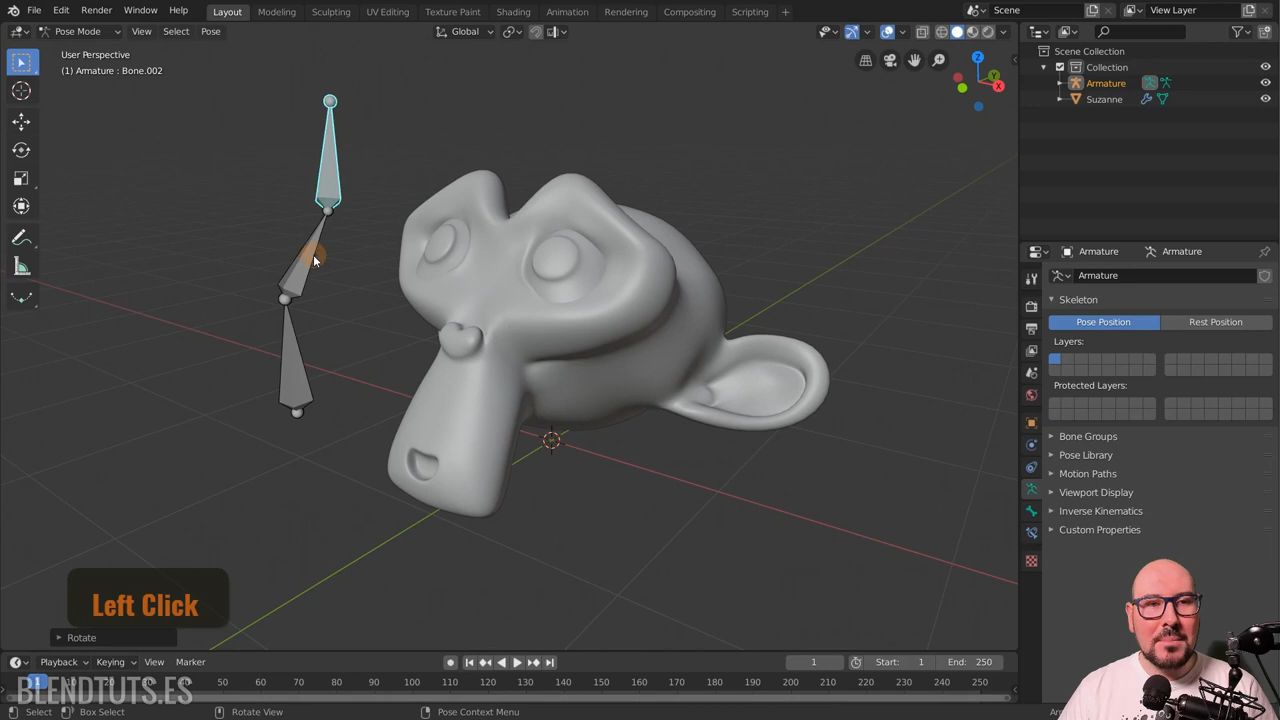 File Edit Render Window Help
Layout Modeling Sculpting UV Editing Texture Paint Shading Animation Rendering Compositing Scripting +
Scene
View Layer
Pose Mode View Select Pose
Global
User Perspective
(1) Armature : Bone.002
Z
Y
X
Scene Collection
Collection
Armature
Suzanne
Armature
Armature
Armature
Skeleton
Pose Position
Rest Position
Layers:
Protected Layers:
Bone Groups
Pose Library
Motion Paths
Viewport Display
Inverse Kinematics
Custom Properties
Left Click
Rotate
Playback Keying View Marker
1
Start: 1
End: 250
1 10 20 30 40 50 60 70 80 90 100 110 120 130 140 150 160 170 180 190 200 210 220 230 240 250
BLENDTUTS.ES
Select
Box Select
Rotate View
Pose Context Menu